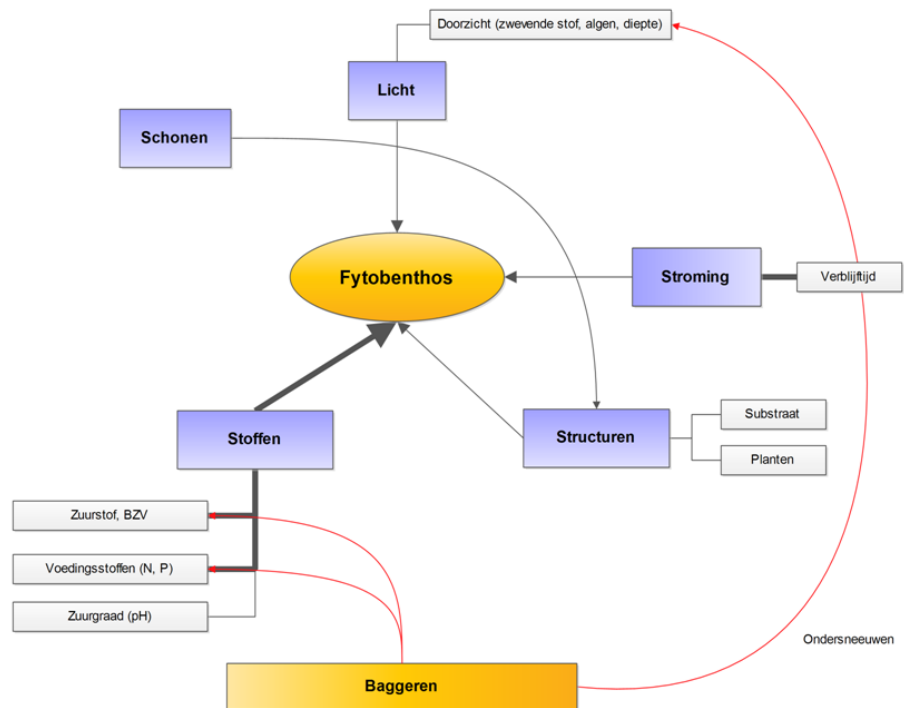 Doorzicht (zwevende stof, algen, diepte)
Licht
Schonen
Fytobenthos
Stroming
Verblijftijd
Stoffen
Structuren
Substraat
Planten
Zuurstof, BZV
Voedingsstoffen (N, P)
Zuurgraad (pH)
Ondersneeuwen
Baggeren